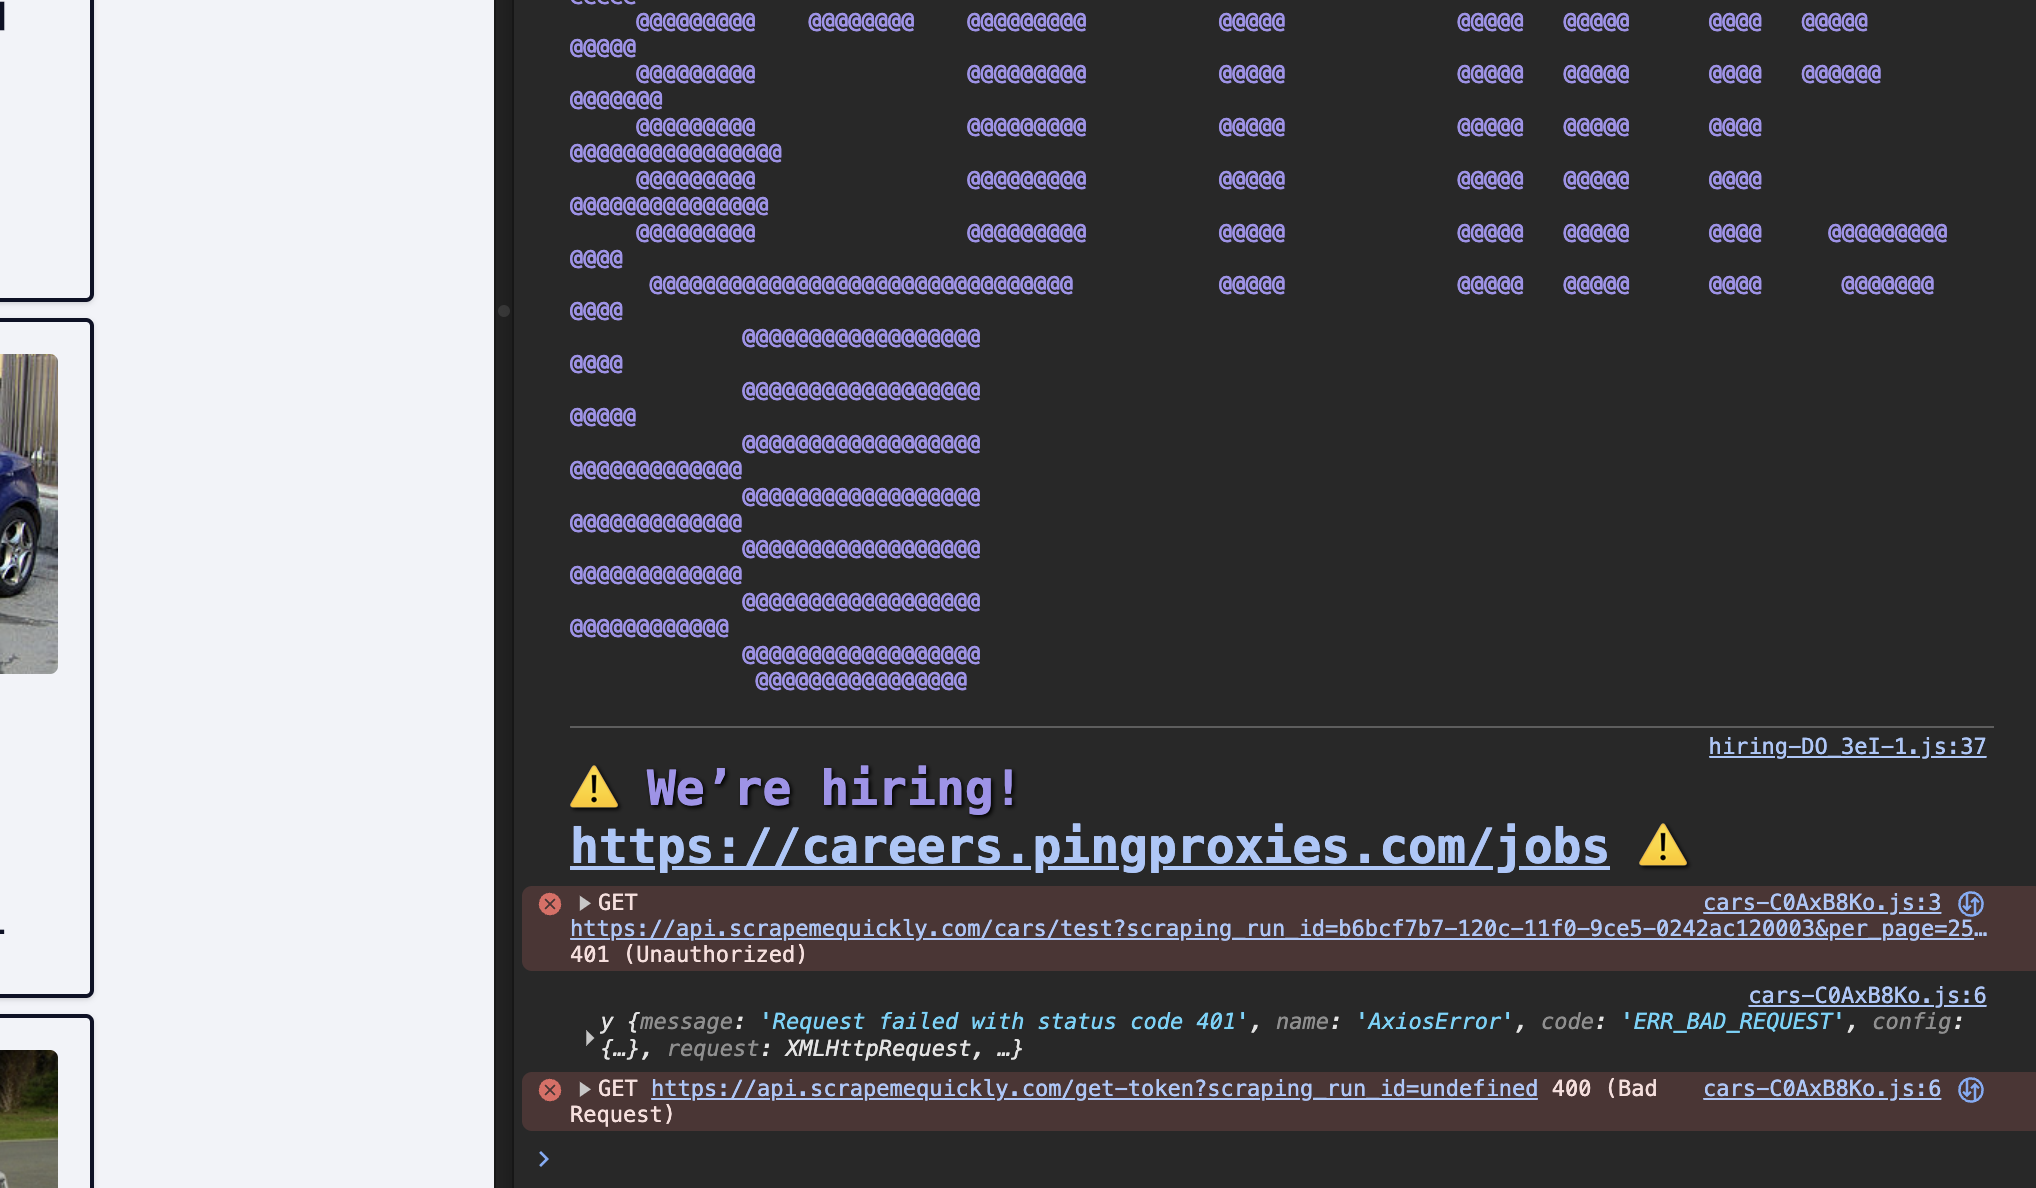 @@@@@
@@@@@@@@@ @@@@@@@@ @@@@@@@@@ @@@@@ @@@@@ @@@@@ @@@@ @@@@@
@@@@@
@@@@@@@@@ @@@@@@@@@ @@@@@ @@@@@ @@@@@ @@@@ @@@@@@
@@@@@@@
@@@@@@@@@ @@@@@@@@@ @@@@@ @@@@@ @@@@@ @@@@
@@@@@@@@@@@@@@@@
@@@@@@@@@ @@@@@@@@@ @@@@@ @@@@@ @@@@@ @@@@
@@@@@@@@@@@@@@@
@@@@@@@@@ @@@@@@@@@ @@@@@ @@@@@ @@@@@ @@@@ @@@@@@@@@
@@@@
@@@@@@@@@@@@@@@@@@@@@@@@@@@@@@@@ @@@@@ @@@@@ @@@@@ @@@@ @@@@@@@
@@@@
@@@@@@@@@@@@@@@@@@
@@@@
@@@@@@@@@@@@@@@@@@
@@@@@
@@@@@@@@@@@@@@@@@@
@@@@@@@@@@@@@
@@@@@@@@@@@@@@@@@@
@@@@@@@@@@@@@
@@@@@@@@@@@@@@@@@@
@@@@@@@@@@@@@
@@@@@@@@@@@@@@@@@@
@@@@@@@@@@@@
@@@@@@@@@@@@@@@@@@
@@@@@@@@@@@@@@@@
hiring-DO_3eI-1.js:37
⚠️ We’re hiring!
https://careers.pingproxies.com/jobs ⚠️
GET cars-C0AxB8Ko.js:3
https://api.scrapemequickly.com/cars/test?scraping_run_id=b6bcf7b7-120c-11f0-9ce5-0242ac120003&per_page=25…
401 (Unauthorized)
cars-C0AxB8Ko.js:6
y {message: 'Request failed with status code 401', name: 'AxiosError', code: 'ERR_BAD_REQUEST', config:
{…}, request: XMLHttpRequest, …}
GET https://api.scrapemequickly.com/get-token?scraping_run_id=undefined 400 (Bad cars-C0AxB8Ko.js:6
Request)